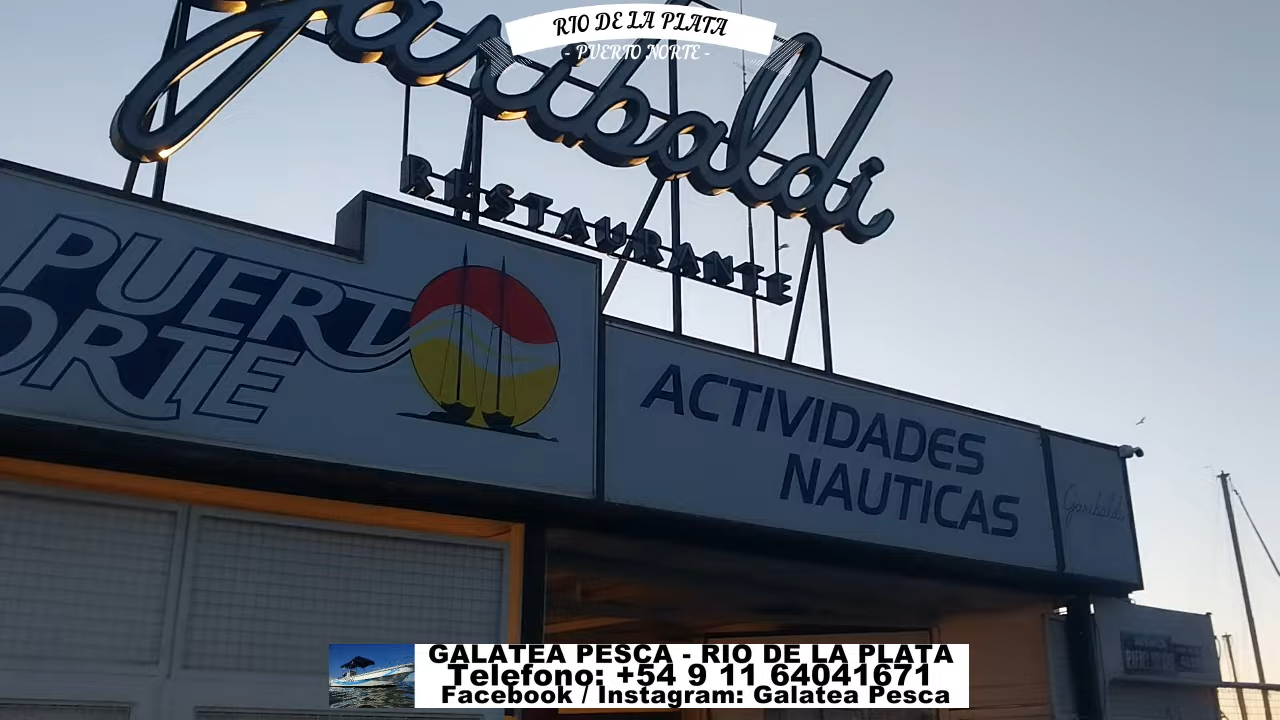 RIO DE LA PLATA
- PUERTO NORTE -
garibaldi
RESTAURANTE
PUERTO
NORTE
ACTIVIDADES
NAUTICAS
Garibaldi
GALATEA PESCA - RIO DE LA PLATA
Telefono: +54 9 11 64041671
Facebook / Instagram: Galatea Pesca